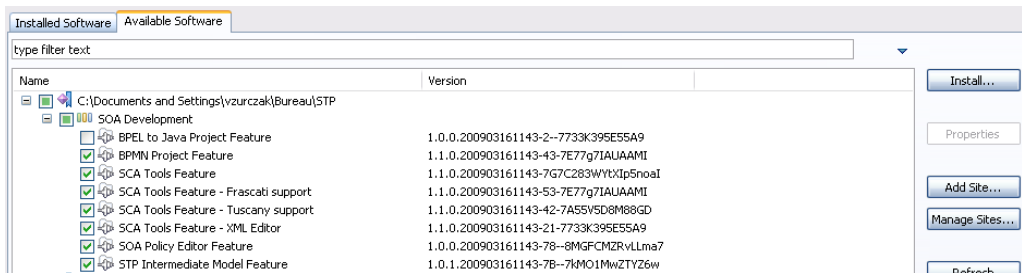 Installed Software Available Software
type filter text
Name Version
Install...
C:\Documents and Settings\vzurczak\Bureau\STP
SOA Development
BPEL to Java Project Feature 1.0.0.200903161143-2--7733K395E55A9
Properties
BPMN Project Feature 1.1.0.200903161143-43-7E77g7IAUAAMI
SCA Tools Feature 1.1.0.200903161143-7G7C283WYtXIp5noaI
SCA Tools Feature - Frascati support 1.1.0.200903161143-53-7E77g7IAUAAMI
Add Site...
SCA Tools Feature - Tuscany support 1.1.0.200903161143-42-7A55V5D8M88GD
Manage Sites...
SCA Tools Feature - XML Editor 1.1.0.200903161143-21-7733K395E55A9
SOA Policy Editor Feature 1.1.0.200903161143-78--8MGFCMZRvLLma7
STP Intermediate Model Feature 1.0.1.200903161143-7B--7kMO1MwZTYZ6w
Refresh